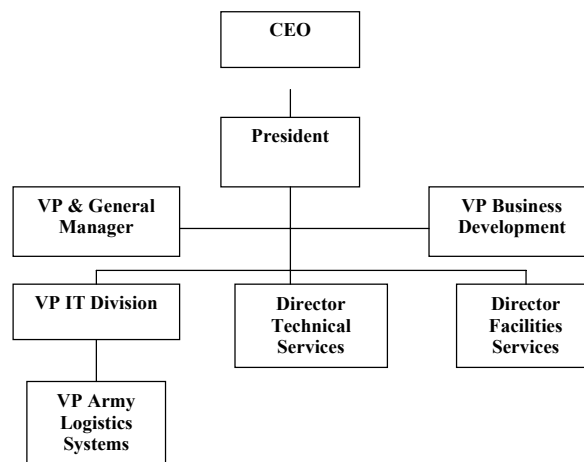 CEO
President
VP & General
Manager
VP Business
Development
VP IT Division
Director
Technical
Services
Director
Facilities
Services
VP Army
Logistics
Systems